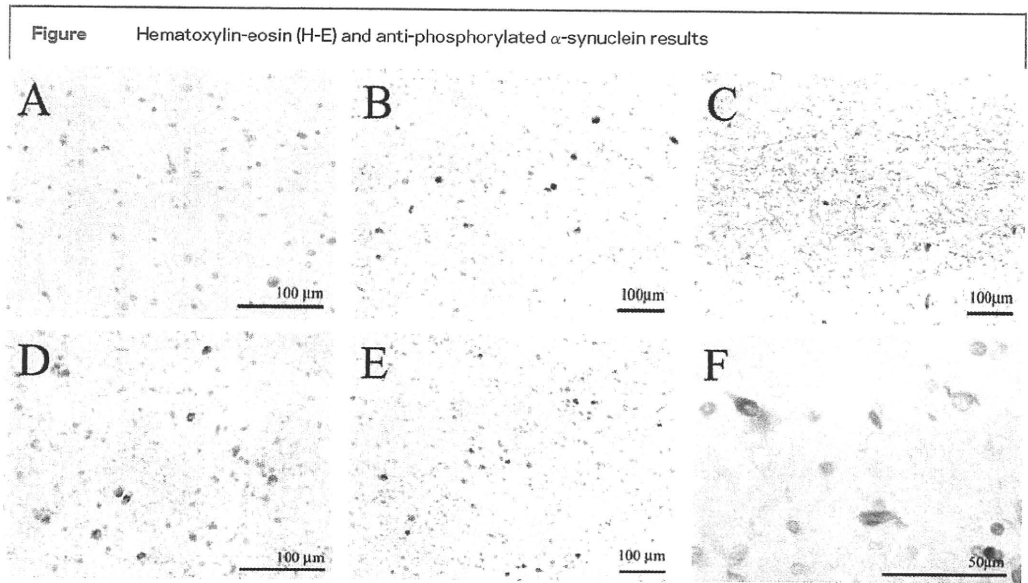 Figure Hematoxylin-eosin (H-E) and anti-phosphorylated α-synuclein results
A B C
100 μm 100μm 100μm
D E F
100 μm 100 μm 50μm